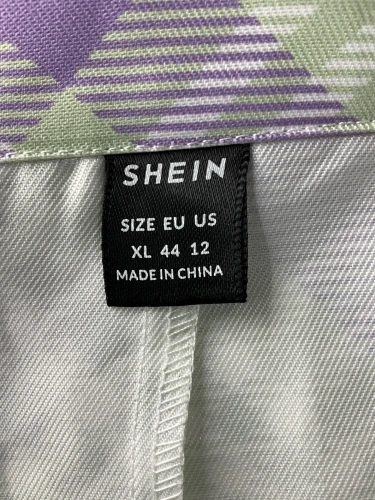 SHEIN
SIZE EU US
XL 44 12
MADE IN CHINA